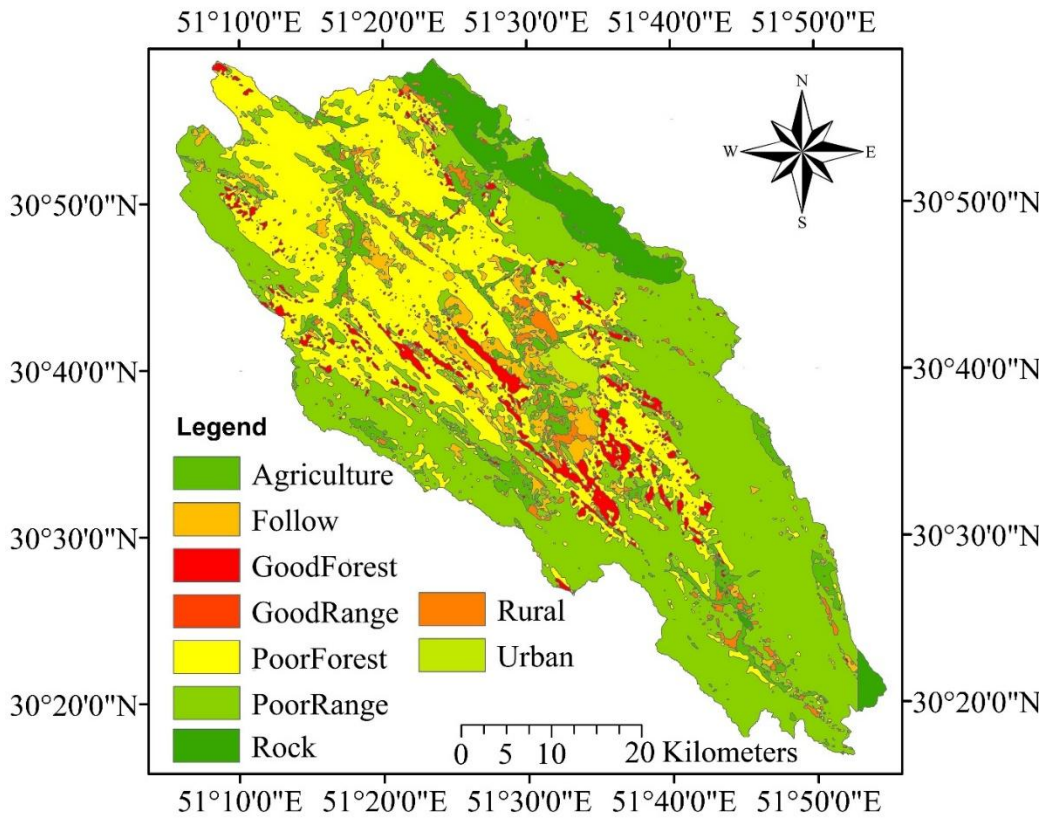 51°10'0"E 51°20'0"E 51°30'0"E 51°40'0"E 51°50'0"E
N
W E
S
30°50'0"N 30°50'0"N
30°40'0"N 30°40'0"N
30°30'0"N 30°30'0"N
30°20'0"N 30°20'0"N
Legend
Agriculture
Follow
GoodForest
GoodRange
PoorForest
PoorRange
Rock
Rural
Urban
0 5 10 20 Kilometers
51°10'0"E 51°20'0"E 51°30'0"E 51°40'0"E 51°50'0"E